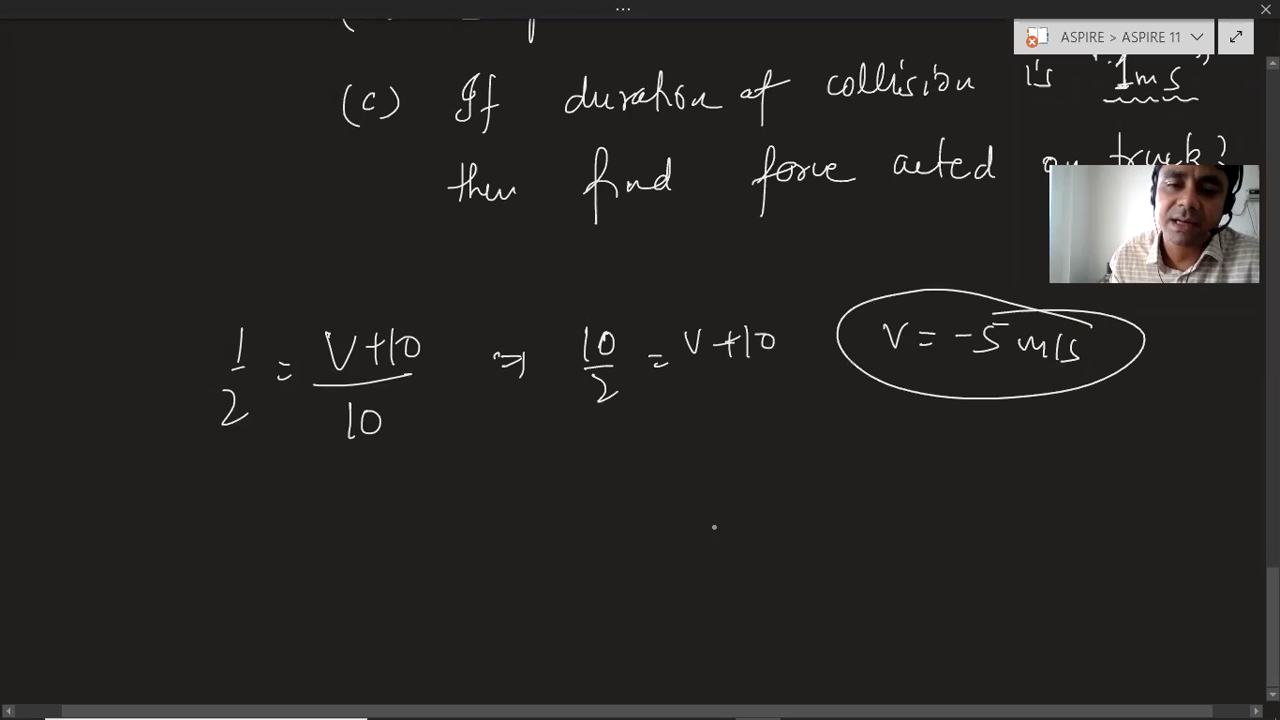 ASPIRE > ASPIRE 11
(c) If duration of collision is "1ms"
then find force acted on truck?
1/2 = V+10/10 => 10/2 = V+10 V = -5 m/s